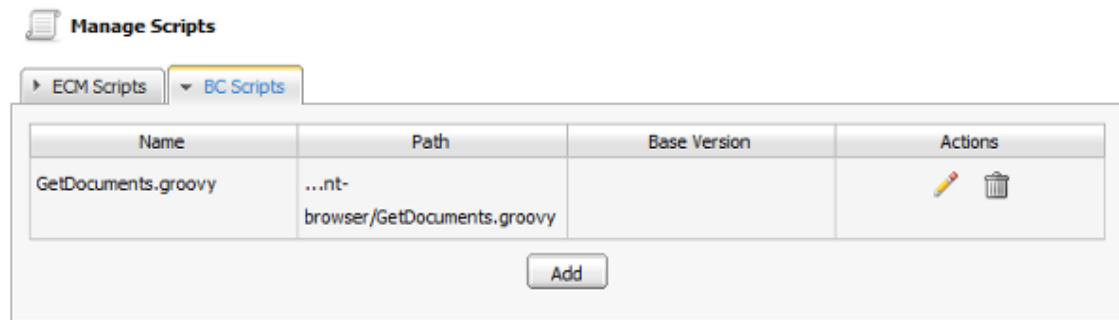 Manage Scripts
ECM Scripts BC Scripts
Name Path Base Version Actions
GetDocuments.groovy ...nt-
browser/GetDocuments.groovy
Add